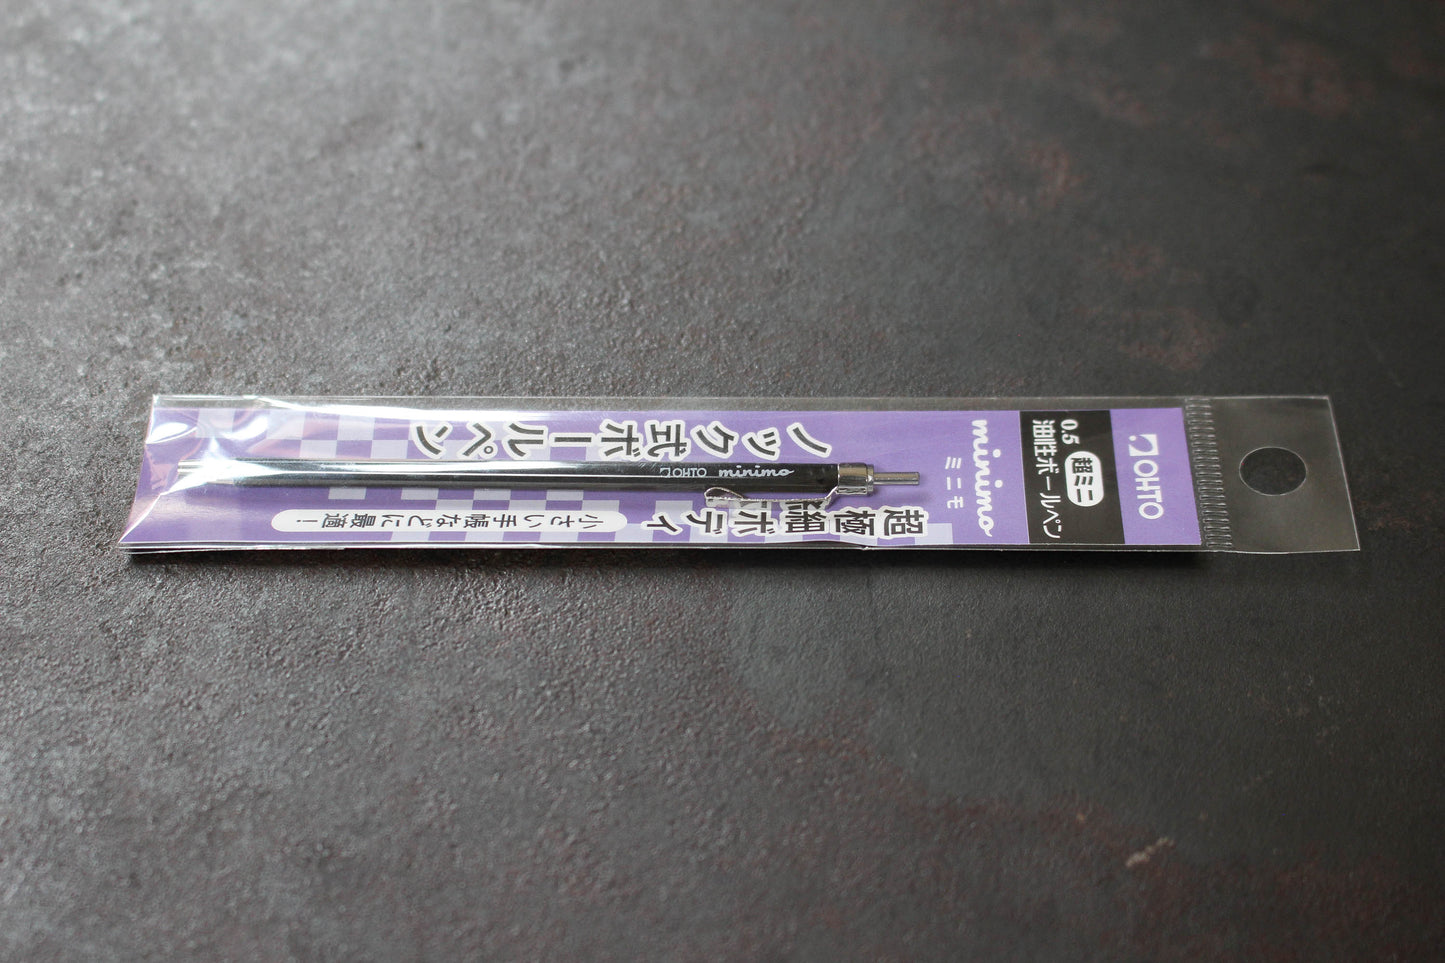 OHTO
0.5
超ミニ
油性ボールペン
minimo
ミニモ
超極細ボディ
ノック式ボールペン
小さい手帳などに最適!
OHTO minimo